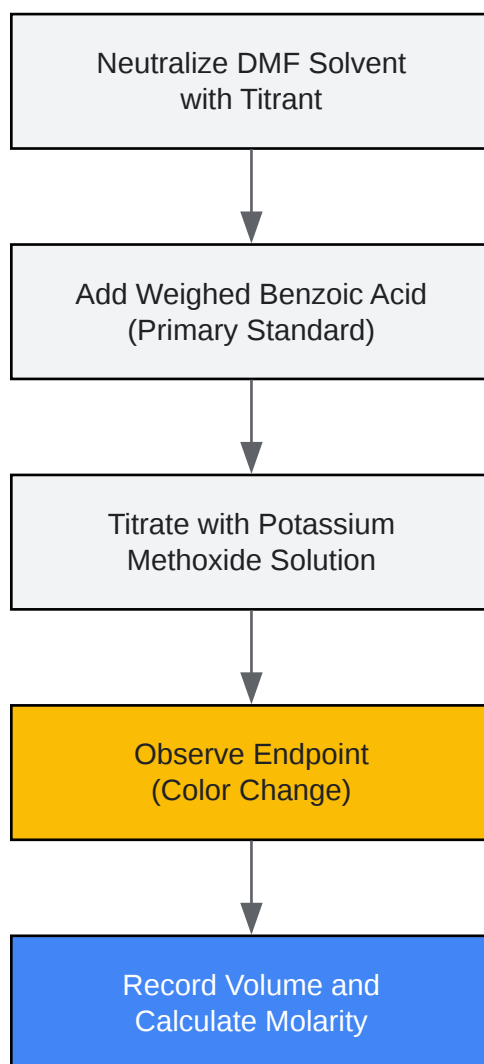 Neutralize DMF Solvent
with Titrant
Add Weighed Benzoic Acid
(Primary Standard)
Titrate with Potassium
Methoxide Solution
Observe Endpoint
(Color Change)
Record Volume and
Calculate Molarity